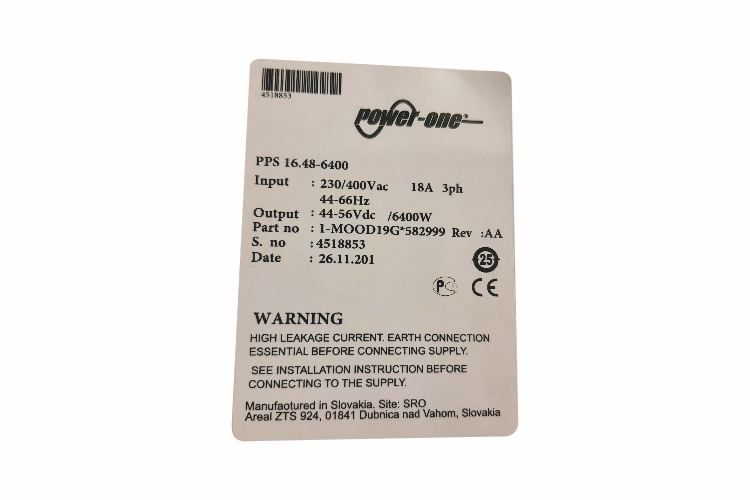 4518853
power-one®
PPS 16.48-6400
Input : 230/400Vac 18A 3ph
44-66Hz
Output : 44-56Vdc /6400W
Part no : 1-MOOD19G*582999 Rev :AA
S. no : 4518853
Date : 26.11.201
25
PC CE
WARNING
HIGH LEAKAGE CURRENT. EARTH CONNECTION
ESSENTIAL BEFORE CONNECTING SUPPLY.
SEE INSTALLATION INSTRUCTION BEFORE
CONNECTING TO THE SUPPLY.
Manufaotured in Slovakia. Site: SRO
Areal ZTS 924, 01841 Dubnica nad Vahom, Slovakia